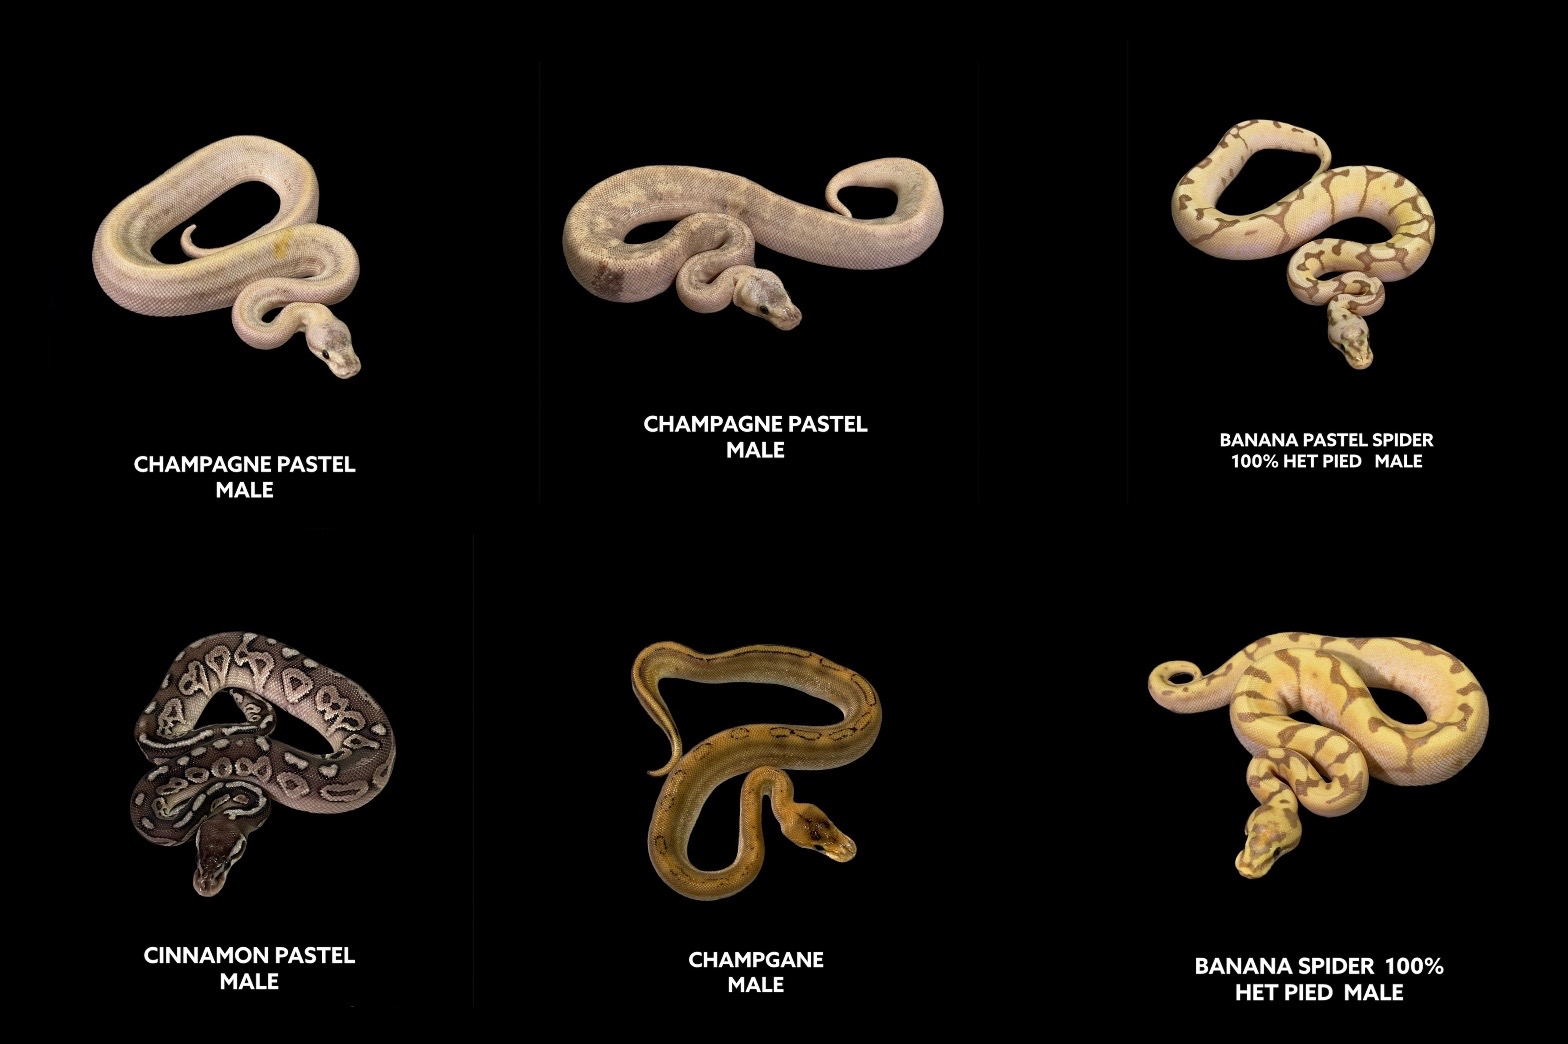 CHAMPAGNE PASTEL
MALE
CHAMPAGNE PASTEL
MALE
BANANA PASTEL SPIDER
100% HET PIED MALE
CINNAMON PASTEL
MALE
CHAMPGANE
MALE
BANANA SPIDER 100%
HET PIED MALE